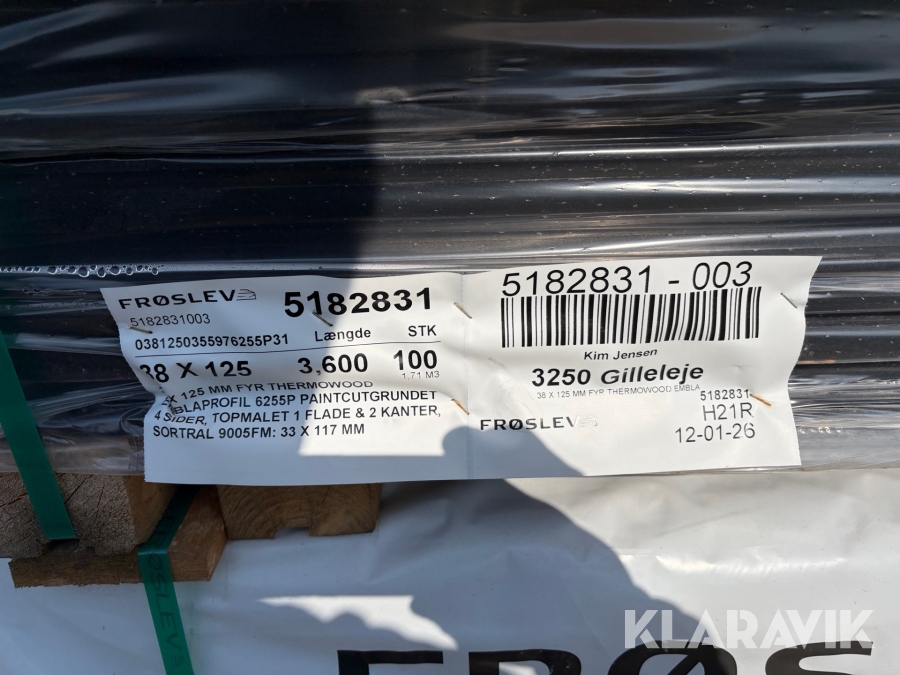 FRØSLEV
5182831
5182831003
0381250355976255P31 Længde STK
38 X 125 3,600 100
1.71 M3
X 125 MM FYR THERMOWOOD
BLAPROFIL 6255P PAINTCUTGRUNDET
4 SIDER, TOPMALET 1 FLADE & 2 KANTER,
SORTRAL 9005FM: 33 X 117 MM
5182831 - 003
Kim Jensen
3250 Gilleleje
38 X 125 MM FYR THERMOWOOD EMBLA
5182831
FRØSLEV
H21R
12-01-26
FRØSLEV
FRØS
KLARAVIK